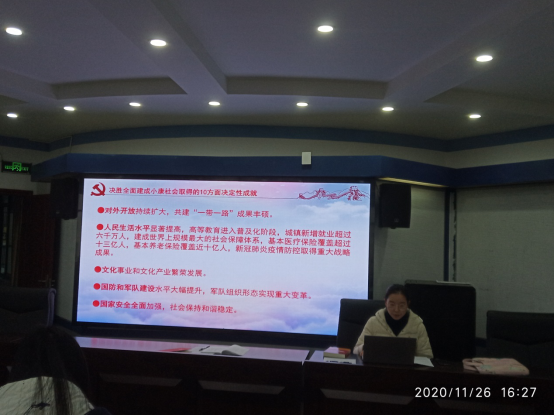 决胜全面建成小康社会取得的10方面决定性成就
●对外开放持续扩大，共建“一带一路”成果丰硕。
●人民生活水平显著提高，高等教育进入普及化阶段，城镇新增就业超过
六千万人，建成世界上规模最大的社会保障体系，基本医疗保险覆盖超过
十三亿人，基本养老保险覆盖近十亿人，新冠肺炎疫情防控取得重大战略
成果。
●文化事业和文化产业繁荣发展。
●国防和军队建设水平大幅提升，军队组织形态实现重大变革。
●国家安全全面加强，社会保持和谐稳定。
2020/11/26 16:27